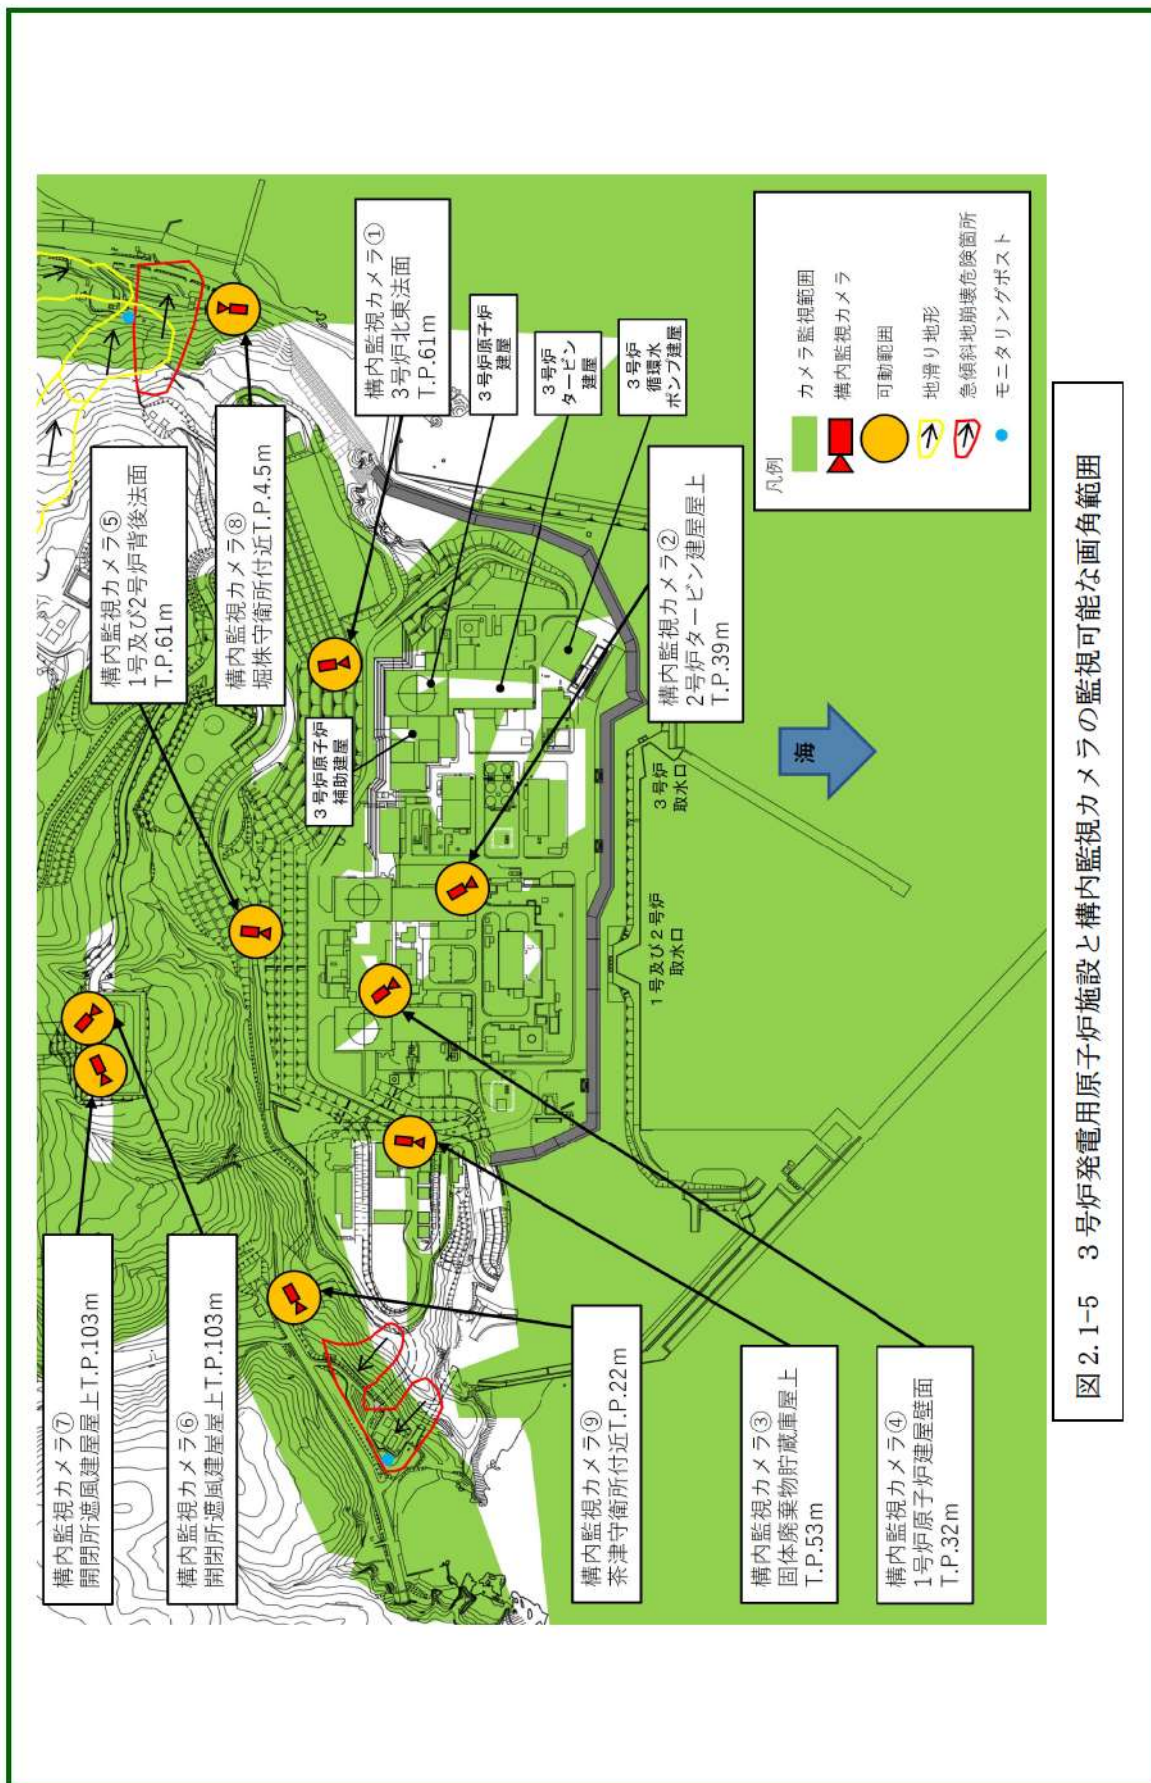 構内監視カメラ⑦
開閉所遮風建屋屋上T.P.103m
構内監視カメラ⑥
開閉所遮風建屋屋上T.P.103m
構内監視カメラ⑤
1号及び2号炉背後法面
T.P.61m
構内監視カメラ⑧
堀株守衛所付近T.P.4.5m
構内監視カメラ①
3号炉北東法面
T.P.61m
3号炉原子炉
補助建屋
3号炉原子炉
建屋
3号炉
タービン
建屋
3号炉
循環水
ポンプ建屋
構内監視カメラ②
2号炉タービン建屋屋上
T.P.39m
構内監視カメラ⑨
茶津守衛所付近T.P.22m
構内監視カメラ③
固体廃棄物貯蔵庫屋上
T.P.53m
構内監視カメラ④
1号炉原子炉建屋壁面
T.P.32m
1号及び2号炉
取水口
3号炉
取水口
海
凡例
カメラ監視範囲
構内監視カメラ
可動範囲
地滑り地形
急傾斜地崩壊危険箇所
モニタリングポスト
図 2.1-5 3号炉発電用原子炉施設と構内監視カメラの監視可能な画角範囲